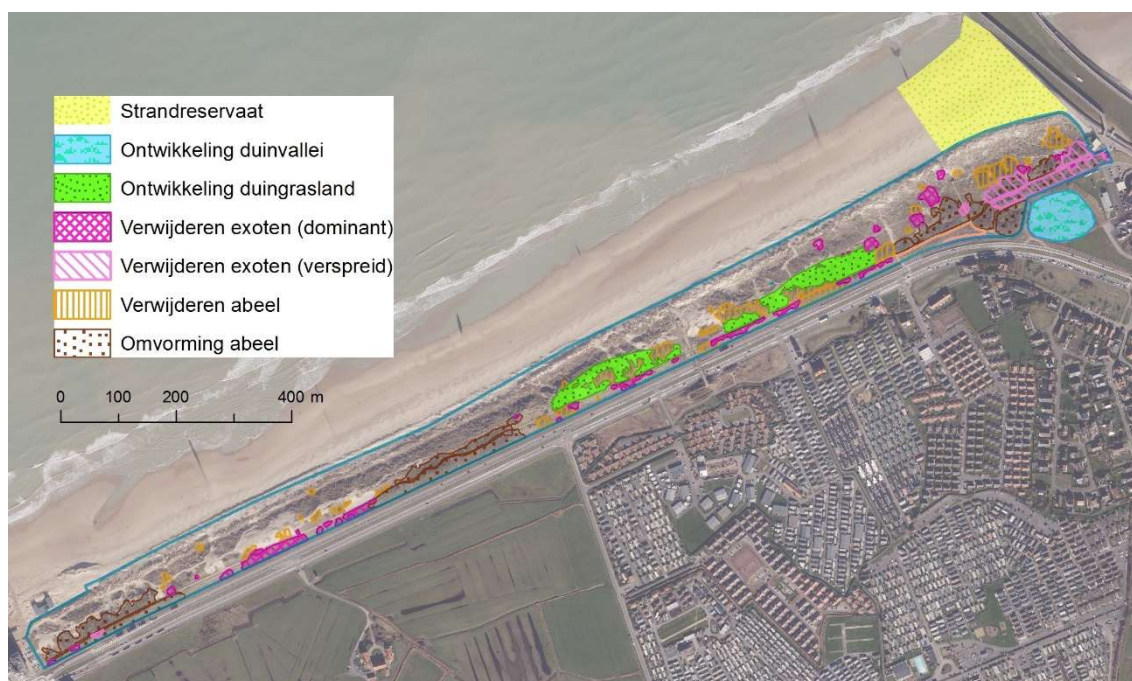 Strandreservaat
Ontwikkeling duinvallei
Ontwikkeling duingrasland
Verwijderen exoten (dominant)
Verwijderen exoten (verspreid)
Verwijderen abeel
Omvorming abeel
0 100 200 400 m